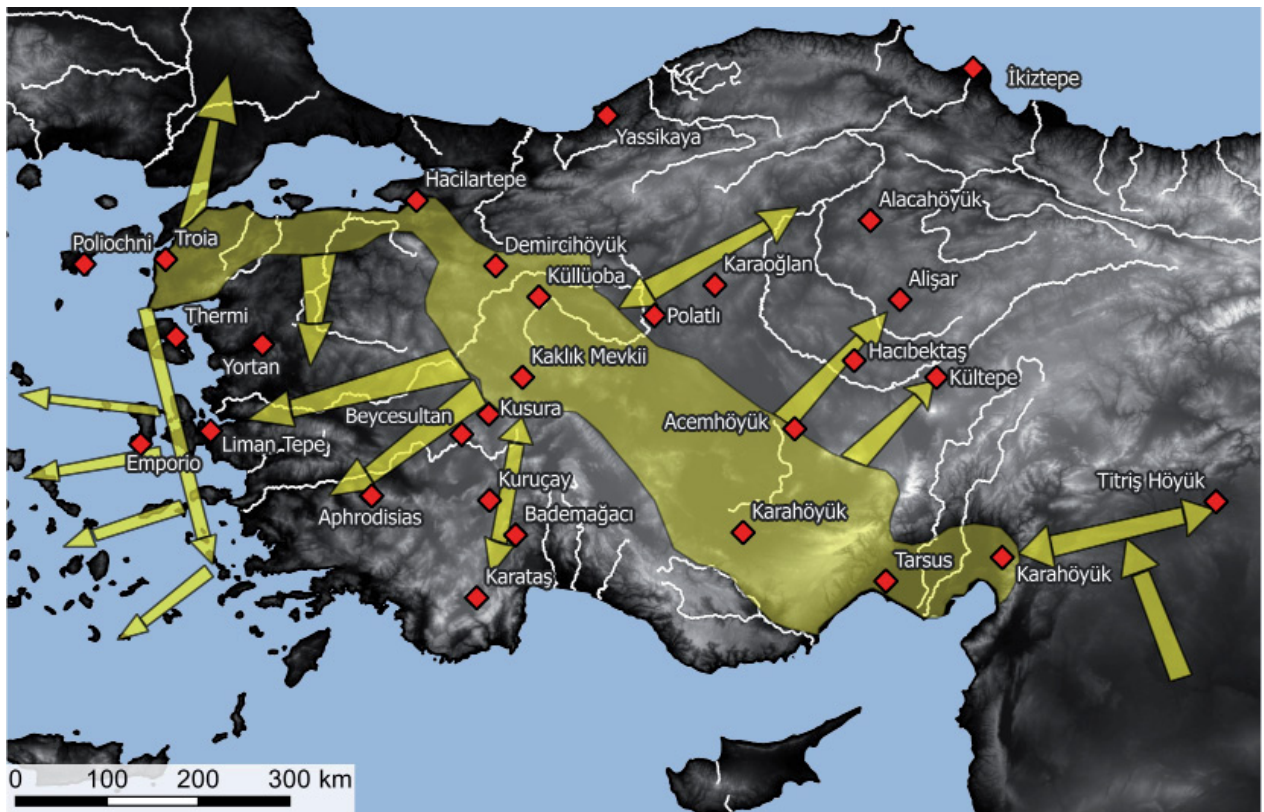 İkiztepe
Yassikaya
Hacilartepe
Alacahöyük
Poliochni
Troia
Demircihöyük
Küllüoba
Karaoğlan
Alişar
Polatlı
Thermi
Yortan
Kaklık Mevkii
Hacıbektaş
Kültepe
Beycesultan
Kusura
Acemhöyük
Liman Tepe
Emporio
Kuruçay
Titriş Höyük
Aphrodisias
Bademağacı
Karahöyük
Tarsus
Karahöyük
Karataş
0 100 200 300 km